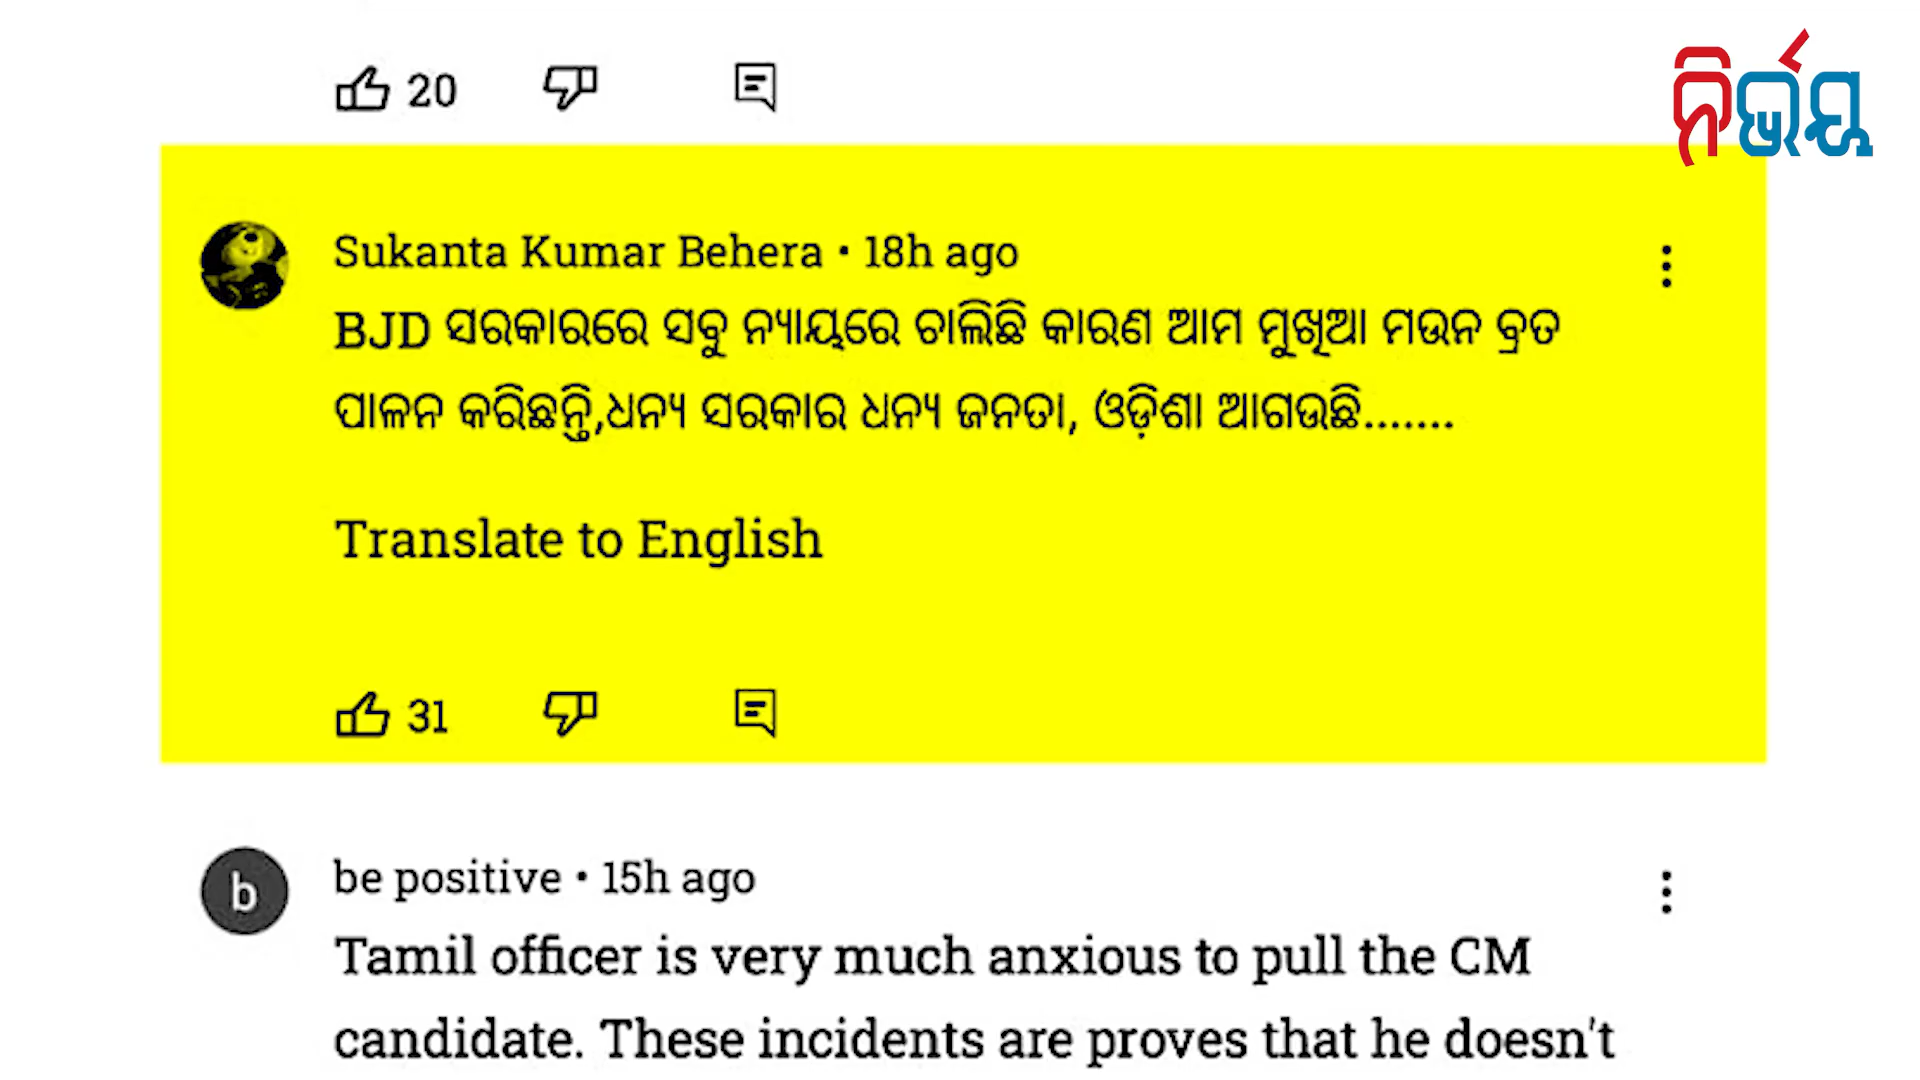 20
ନିର୍ଭୟ
Sukanta Kumar Behera • 18h ago
BJD ସରକାରରେ ସବୁ ନ୍ୟାୟରେ ଚାଲିଛି କାରଣ ଆମ ମୁଖିଆ ମଉନ ବ୍ରତ
ପାଳନ କରିଛନ୍ତି,ଧନ୍ୟ ସରକାର ଧନ୍ୟ ଜନତା, ଓଡ଼ିଶା ଆଗଉଛି.......
Translate to English
31
b
be positive • 15h ago
Tamil officer is very much anxious to pull the CM
candidate. These incidents are proves that he doesn't